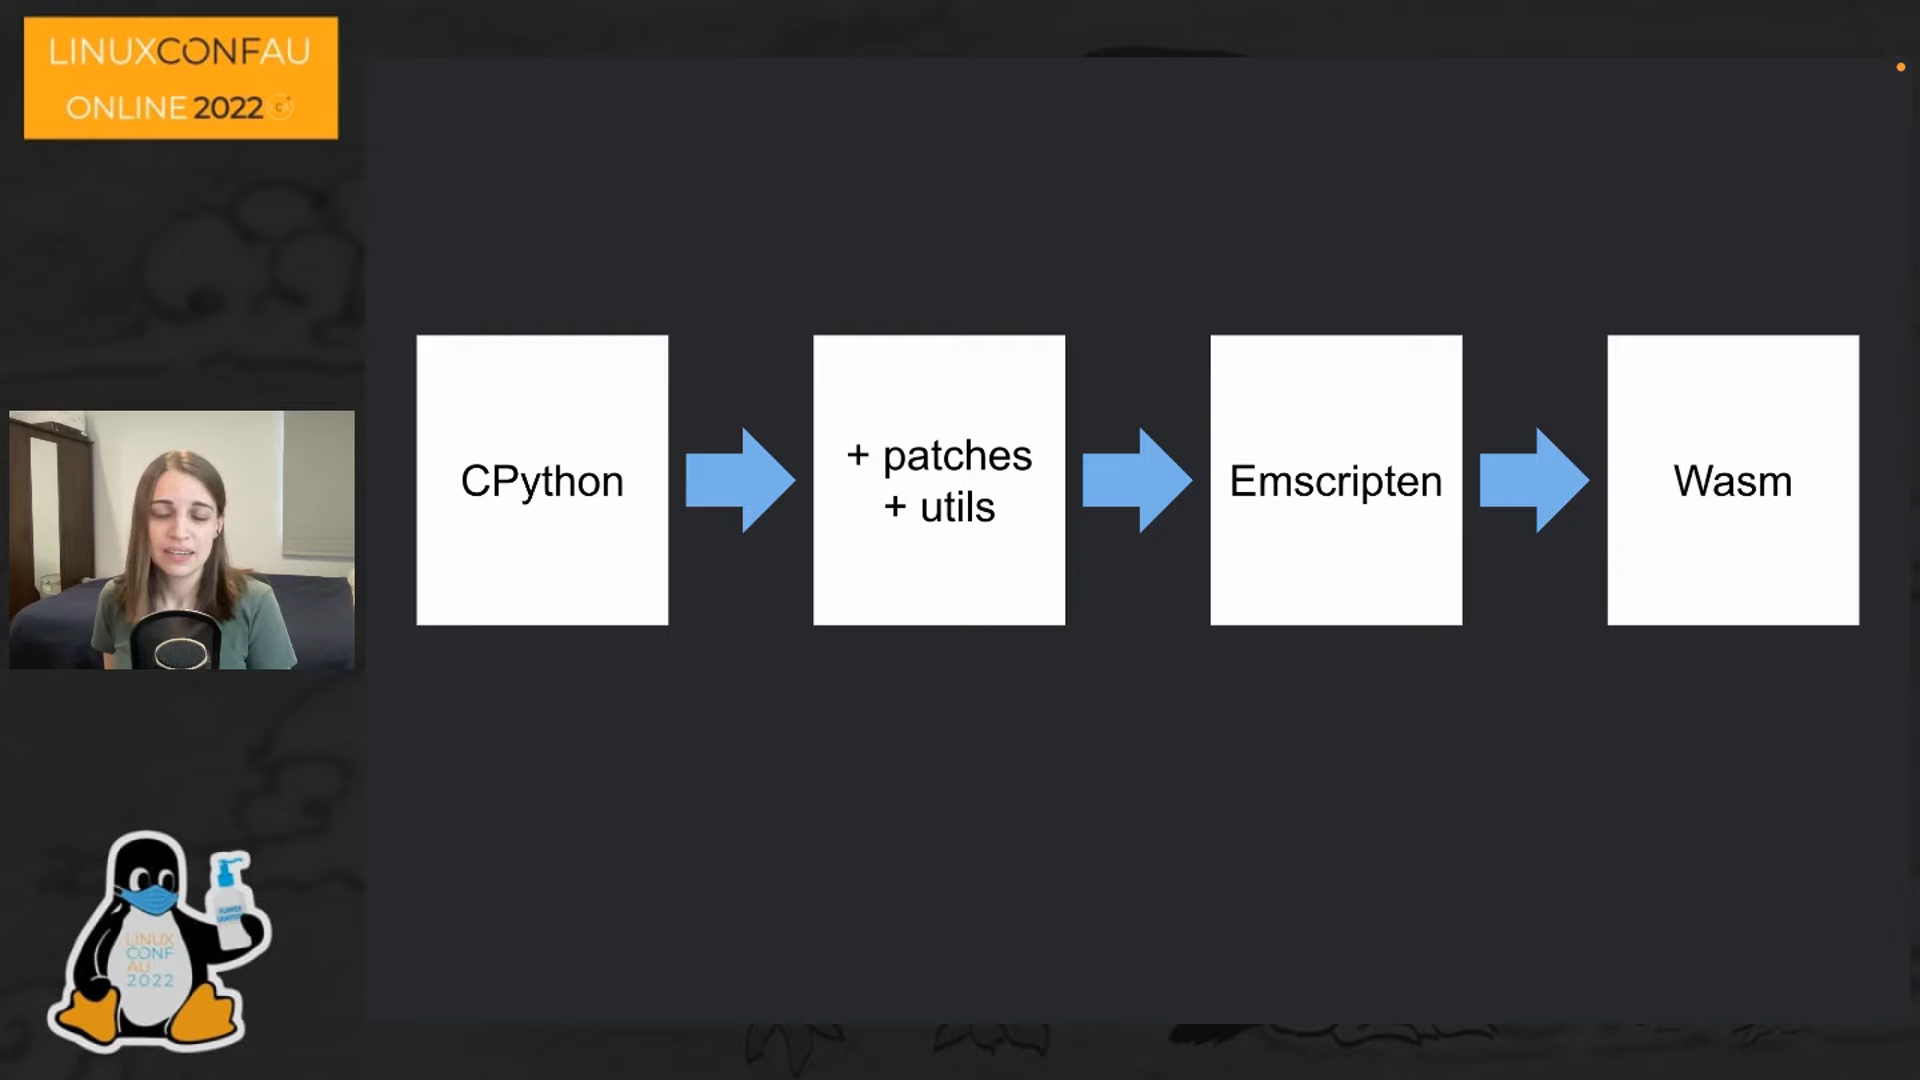 LINUXCONFAU
ONLINE 2022
CPython
+ patches
+ utils
Emscripten
Wasm
LINUX
CONF
AU
2022